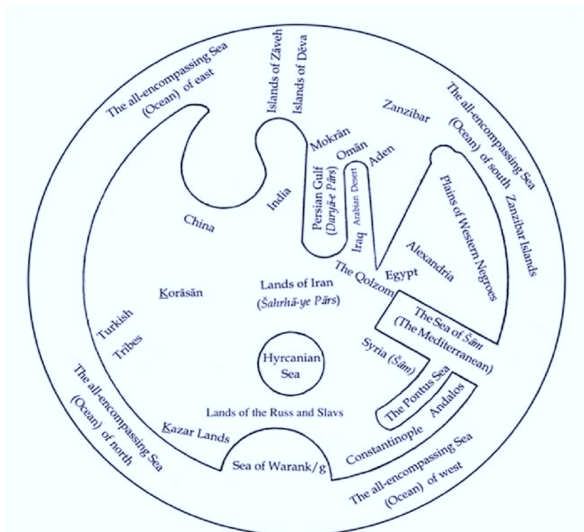 The all-encompassing Sea
(Ocean) of east
Islands of Zāveh
Islands of Dēva
Zanzibar
The all-encompassing Sea
(Ocean) of south
Zanzibar Islands
Mokrān
Omān
Aden
Persian Gulf
(Daryā-e Pārs)
Arabian Desert
Iraq
India
China
Plains of Western Negroes
Alexandria
Egypt
The Qolzom
Lands of Iran
(Šahrhā-ye Pārs)
Korāsān
Turkish
Tribes
The Sea of Šām
(The Mediterranean)
Syria (Šām)
Hyrcanian
Sea
The Pontus Sea
Andalos
Lands of the Russ and Slavs
Kazar Lands
Constantinople
Sea of Warank/g
The all-encompassing Sea
(Ocean) of north
The all-encompassing Sea
(Ocean) of west